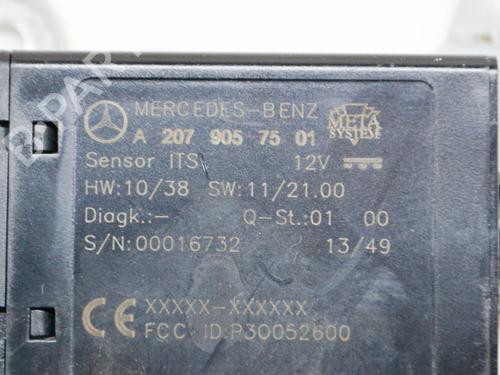 MERCEDES-BENZ
META SYSTEM
A 207 905 75 01
Sensor ITS 12V
HW:10/38 SW:11/21.00
Diagk.:- Q-St.:01 00
S/N:00016732 13/49
CE XXXXX-XXXXXX
FCC ID:P30052600